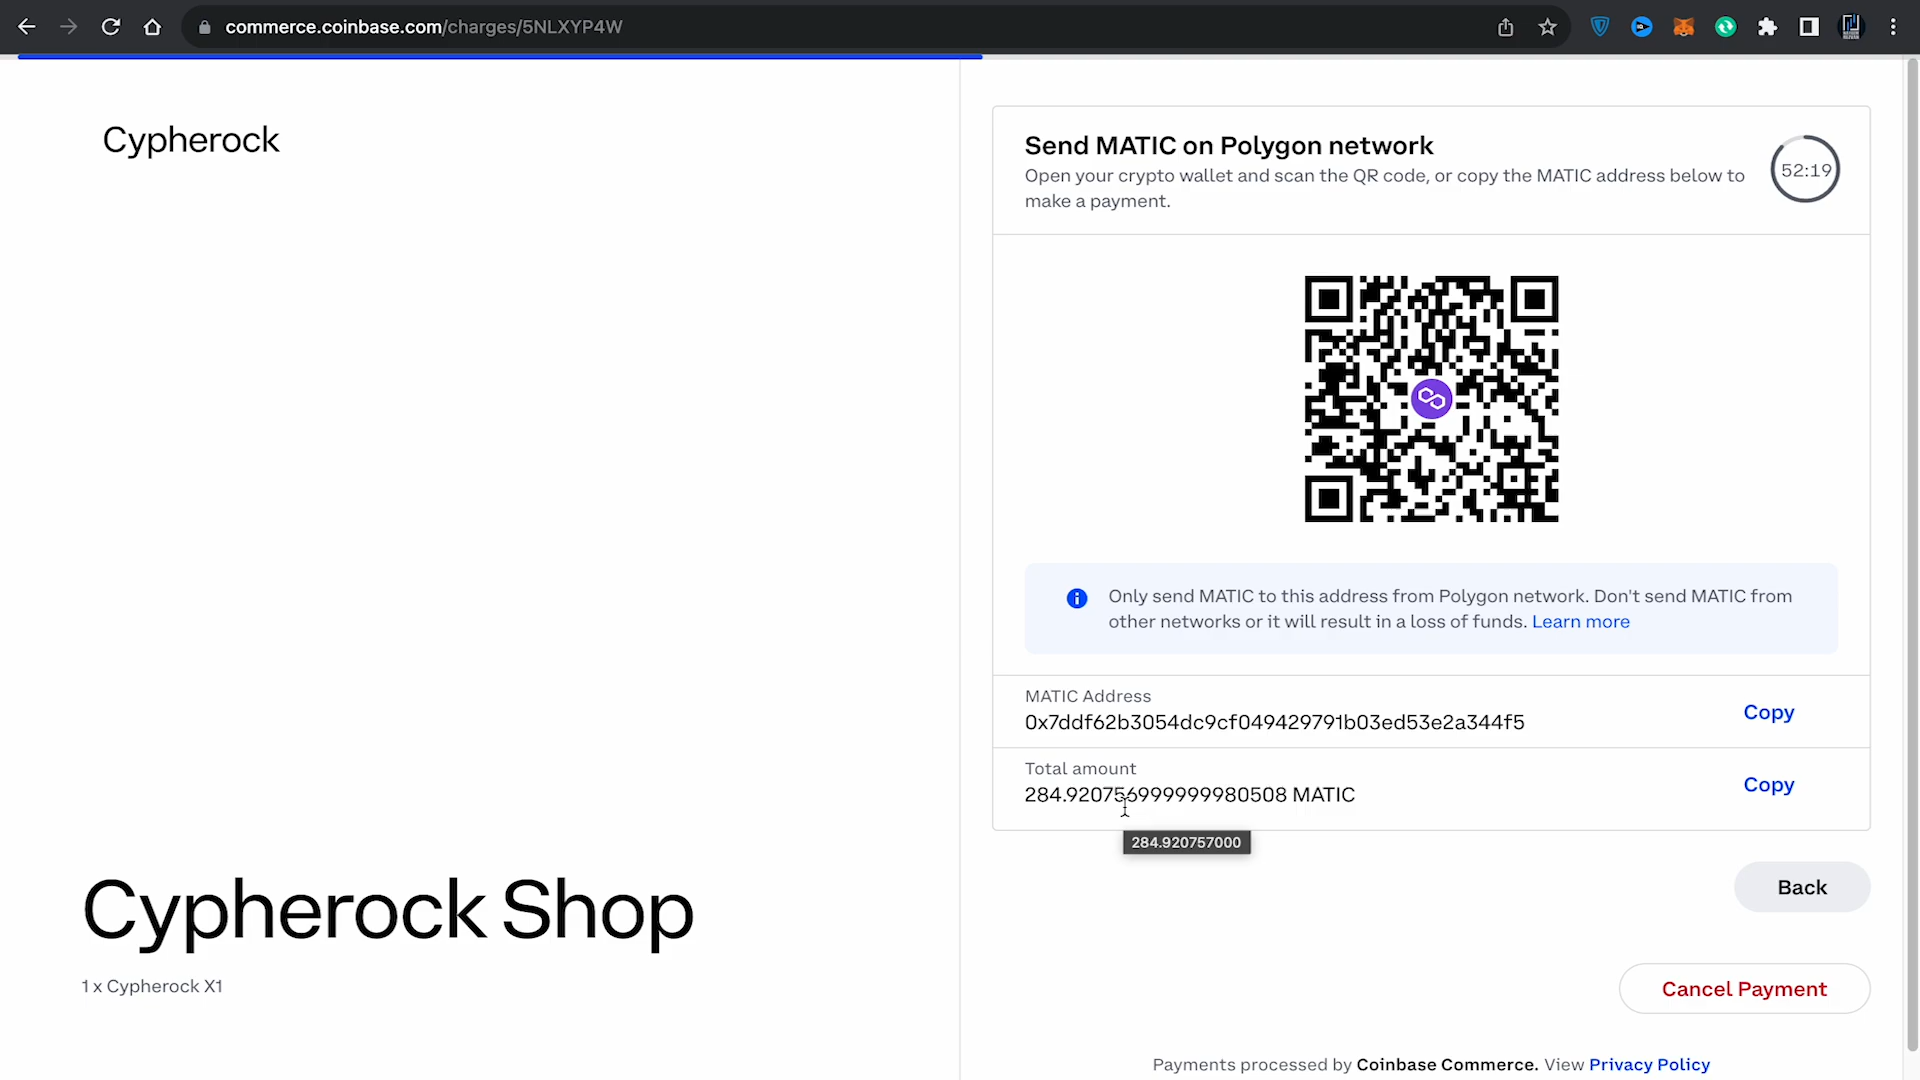 commerce.coinbase.com/charges/5NLXYP4W
Cypherock
Send MATIC on Polygon network
Open your crypto wallet and scan the QR code, or copy the MATIC address below to
make a payment.
52:19
Only send MATIC to this address from Polygon network. Don't send MATIC from
other networks or it will result in a loss of funds. Learn more
MATIC Address
0x7ddf62b3054dc9cf049429791b03ed53e2a344f5
Copy
Total amount
284.920756999999980508 MATIC
Copy
284.920757000
Back
Cypherock Shop
1 x Cypherock X1
Cancel Payment
Payments processed by Coinbase Commerce. View Privacy Policy